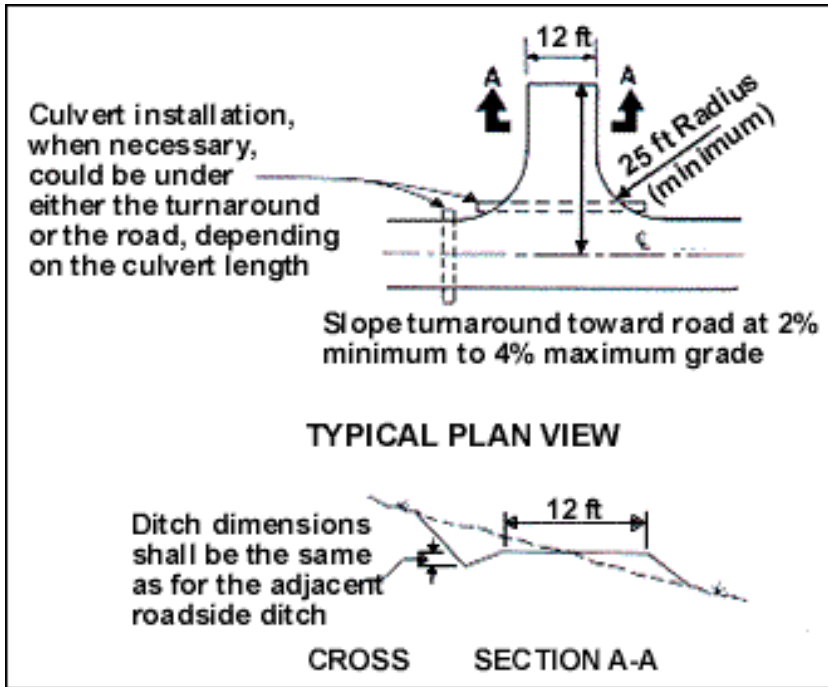 12 ft
A
A
25 ft Radius
(minimum)
Culvert installation,
when necessary,
could be under
either the turnaround
or the road, depending
on the culvert length
℄
Slope turnaround toward road at 2%
minimum to 4% maximum grade
TYPICAL PLAN VIEW
12 ft
Ditch dimensions
shall be the same
as for the adjacent
roadside ditch
CROSS SECTION A-A